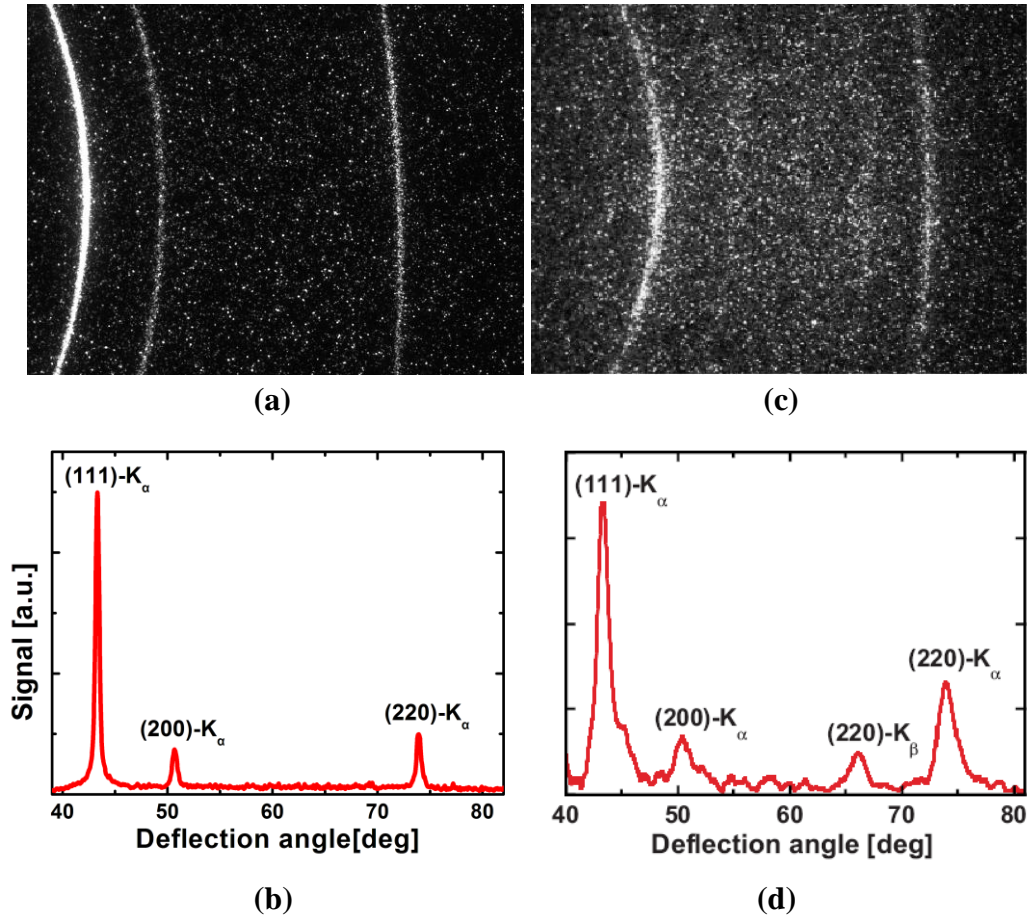 (a)
(c)
(111)-Kα
(200)-Kα
(220)-Kα
Signal [a.u.]
40 50 60 70 80
Deflection angle[deg]
(b)
(111)-Kα
(200)-Kα
(220)-Kβ
(220)-Kα
40 50 60 70 80
Deflection angle [deg]
(d)